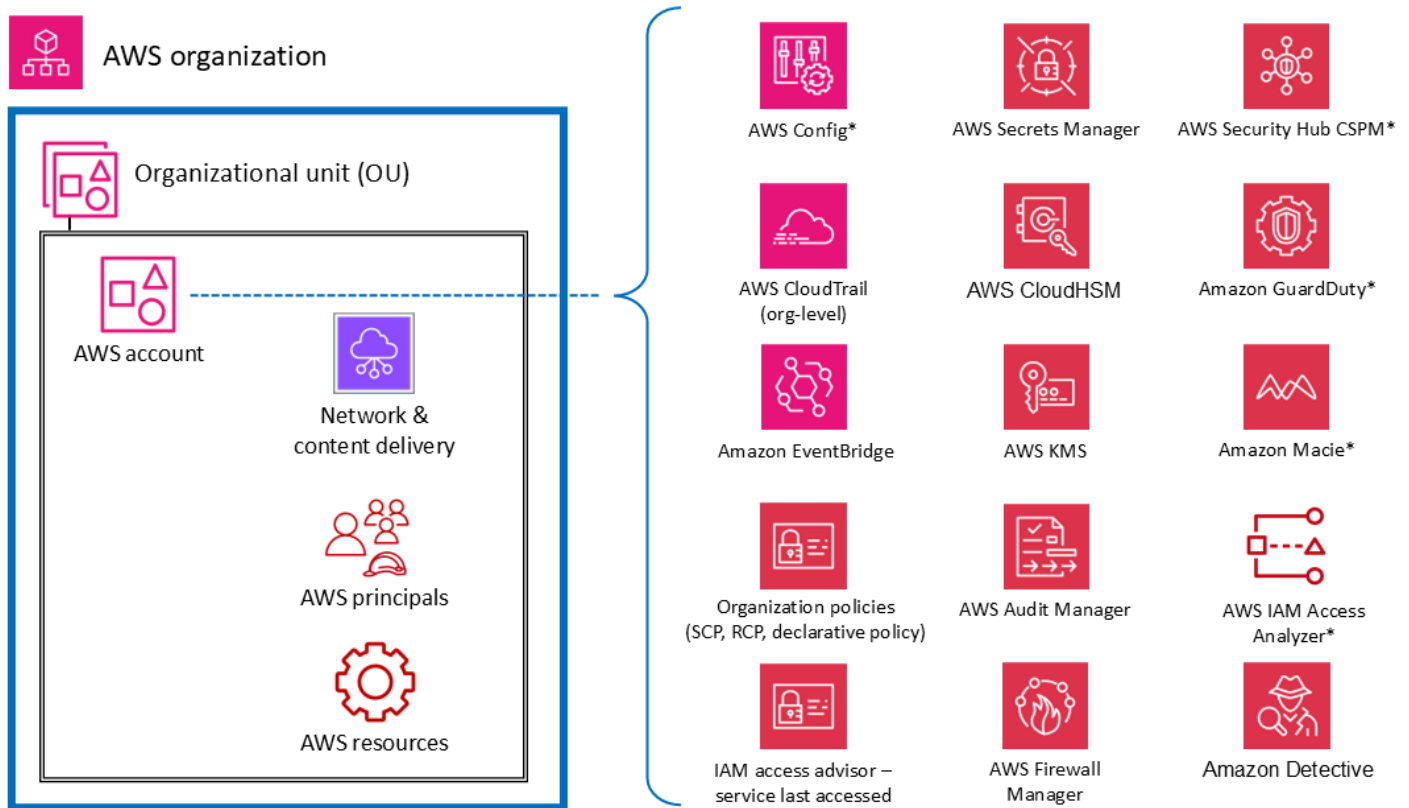 AWS organization
Organizational unit (OU)
AWS account
Network &
content delivery
AWS principals
AWS resources
AWS Config*
AWS Secrets Manager
AWS Security Hub CSPM*
AWS CloudTrail
(org-level)
AWS CloudHSM
Amazon GuardDuty*
Amazon EventBridge
AWS KMS
Amazon Macie*
Organization policies
(SCP, RCP, declarative policy)
AWS Audit Manager
AWS IAM Access
Analyzer*
IAM access advisor –
service last accessed
AWS Firewall
Manager
Amazon Detective